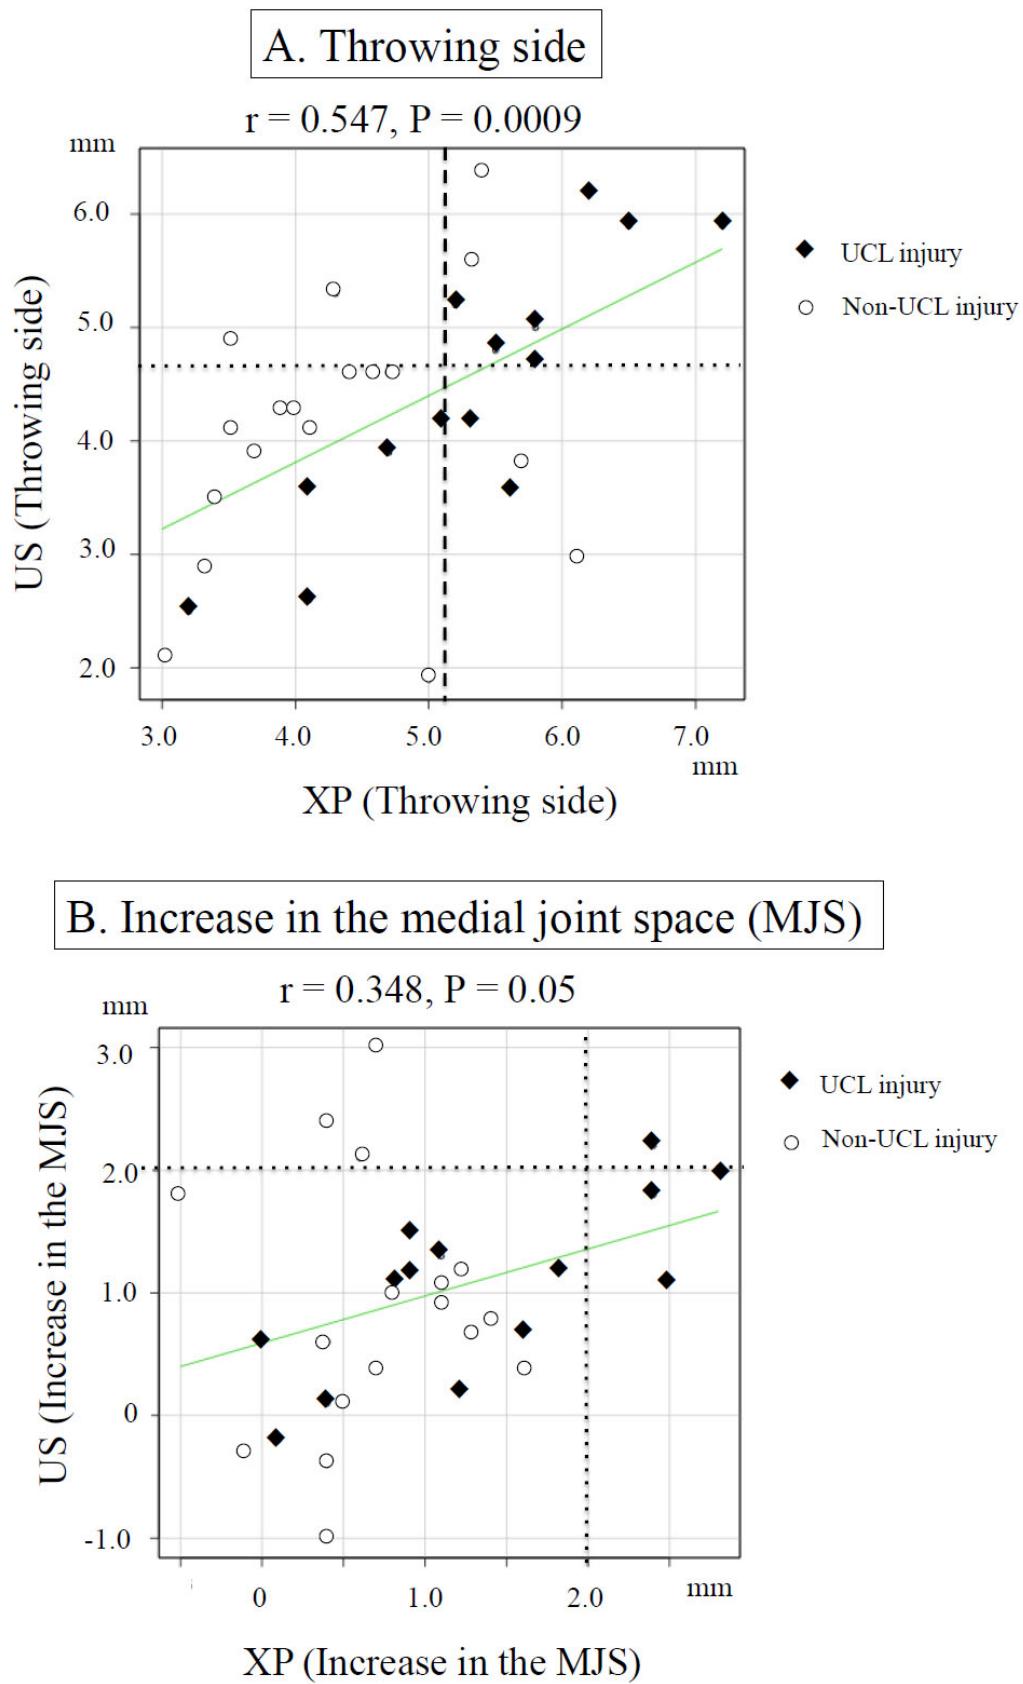 A. Throwing side
r = 0.547, P = 0.0009
mm
6.0
5.0
4.0
3.0
2.0
US (Throwing side)
3.0 4.0 5.0 6.0 7.0
mm
XP (Throwing side)
UCL injury
Non-UCL injury
B. Increase in the medial joint space (MJS)
r = 0.348, P = 0.05
mm
3.0
2.0
1.0
0
-1.0
US (Increase in the MJS)
0 1.0 2.0
mm
XP (Increase in the MJS)
UCL injury
Non-UCL injury